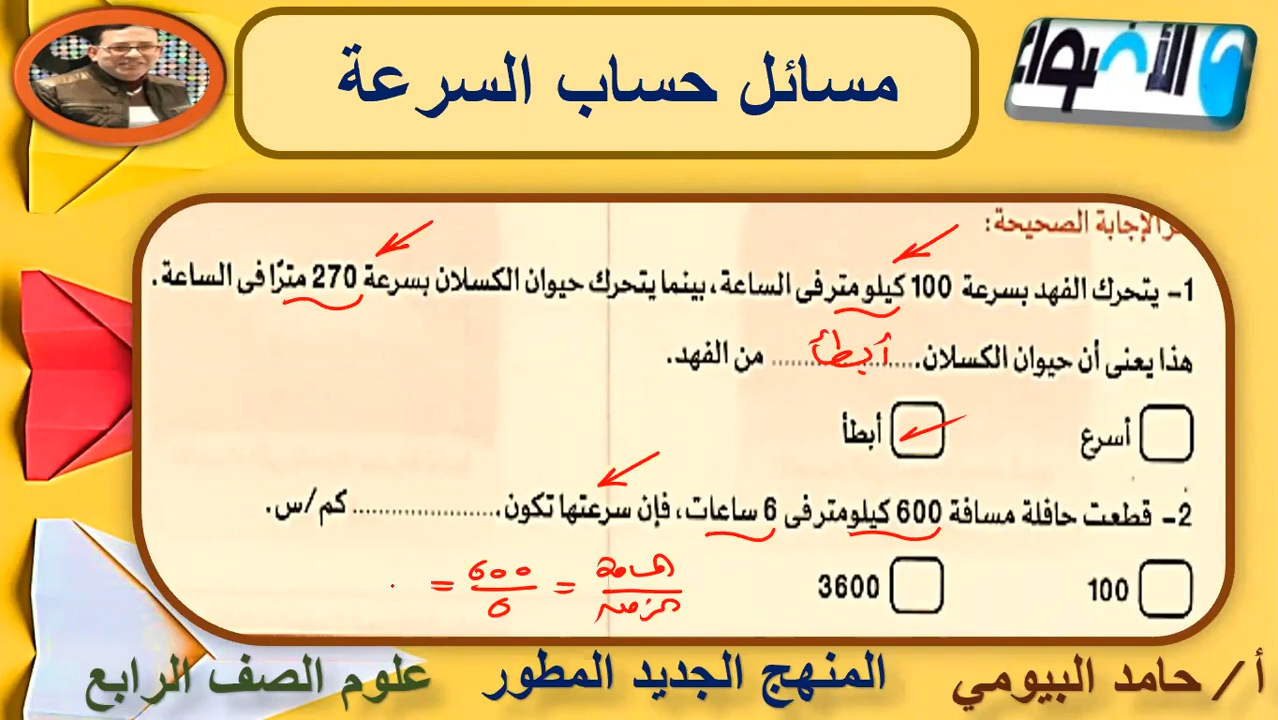 مسائل حساب السرعة
الأضواء
ر الإجابة الصحيحة:
1- يتحرك الفهد بسرعة 100 كيلو متر فى الساعة، بينما يتحرك حيوان الكسلان بسرعة 270 مترًا فى الساعة.
هذا يعنى أن حيوان الكسلان........ أبطأ ........ من الفهد.
أسرع
أبطأ
2- قطعت حافلة مسافة 600 كيلومتر فى 6 ساعات، فإن سرعتها تكون..................... كم/س.
المسافة / الزمن = 600 / 6 =
100
3600
أ/ حامد البيومي
المنهج الجديد المطور
علوم الصف الرابع